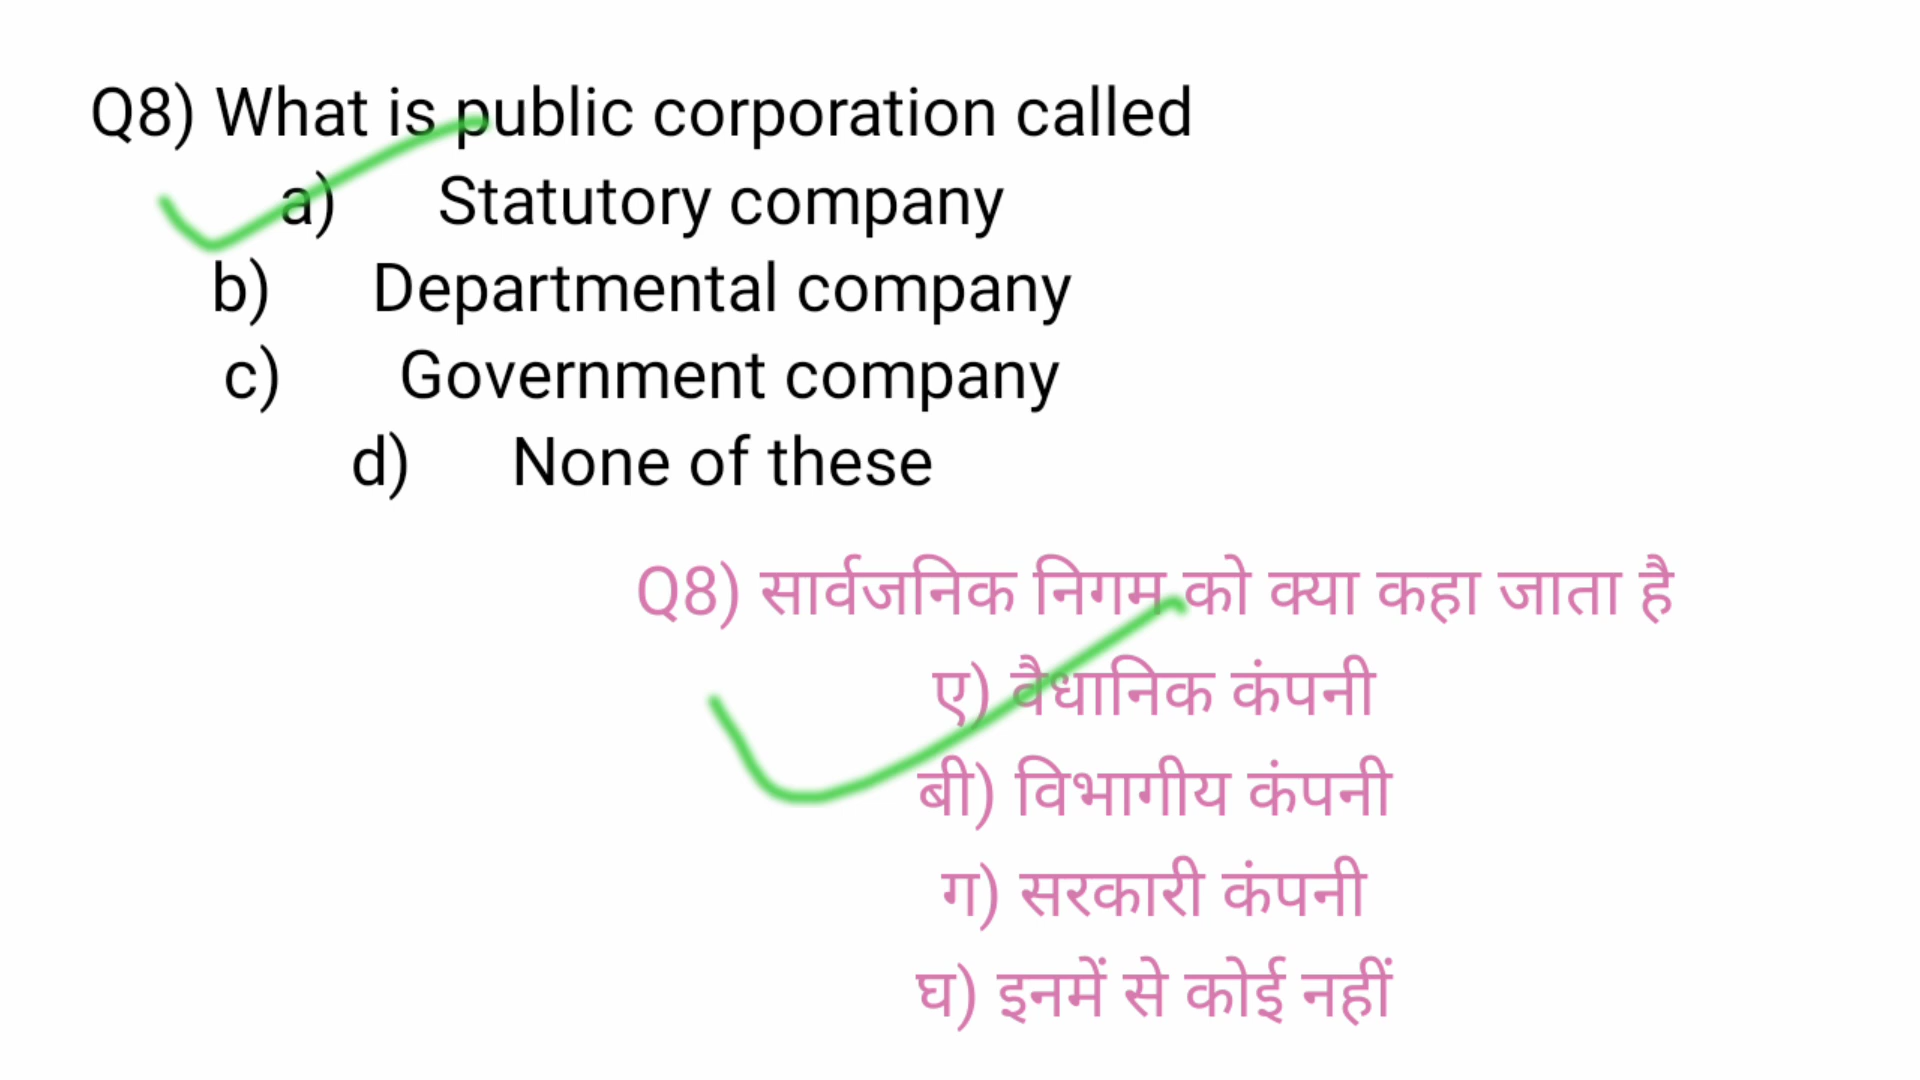 Q8) What is public corporation called
a) Statutory company
b) Departmental company
c) Government company
d) None of these
Q8) सार्वजनिक निगम को क्या कहा जाता है
ए) वैधानिक कंपनी
बी) विभागीय कंपनी
ग) सरकारी कंपनी
घ) इनमें से कोई नहीं